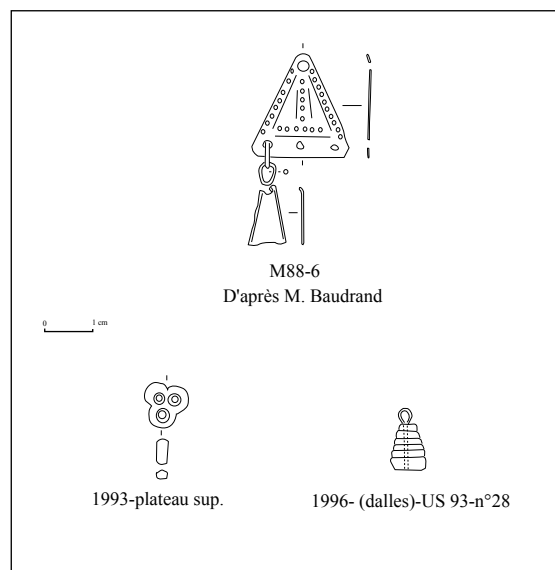 M88-6
D'après M. Baudrand
0 1 cm
1993-plateau sup.
1996- (dalles)-US 93-n°28